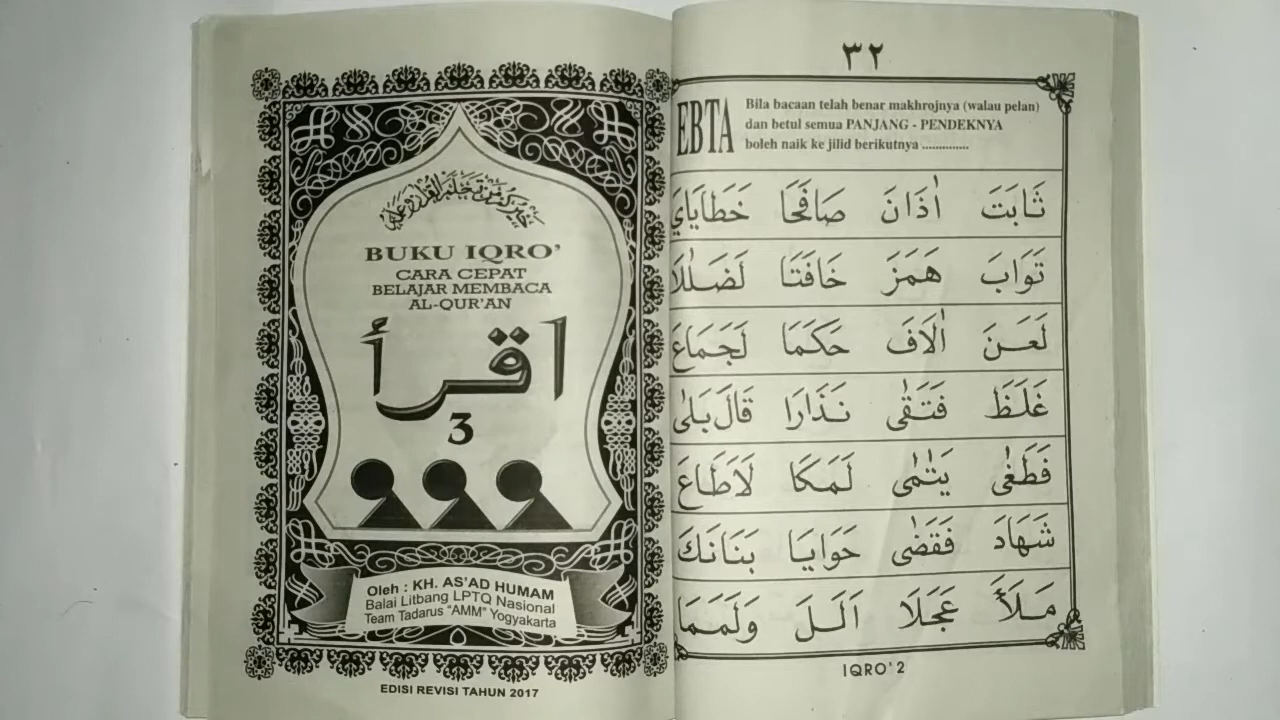 BUKU IQRO'
CARA CEPAT
BELAJAR MEMBACA
AL-QUR'AN
اقرأ
3
Oleh : KH. AS'AD HUMAM
Balai Litbang LPTQ Nasional
Team Tadarus "AMM" Yogyakarta
EDISI REVISI TAHUN 2017
٣٢
EBTA
Bila bacaan telah benar makhrojnya (walau pelan)
dan betul semua PANJANG - PENDEKNYA
boleh naik ke jilid berikutnya ..............
ثَابَتَ اٰذَانَ صَافَحَا خَطَايَايَ
تَوَابَ هَمَزَ خَافَتَا لَضَلٰلَا
لَعَنَ اٰلَافَ حَكَمَا لَجَمَاعَ
غَلَظَ فَتَقٰى نَذَارَا قَالَ بَلٰى
فَطَغٰى يَتٰمٰى لَمَكَا لَاَطَاعَ
شَهَادَ فَقَضٰى حَوَايَا بَنَانَكَ
مَلَأَ عَجَلَا اَلَلَ وَلَمَمَا
IQRO' 2